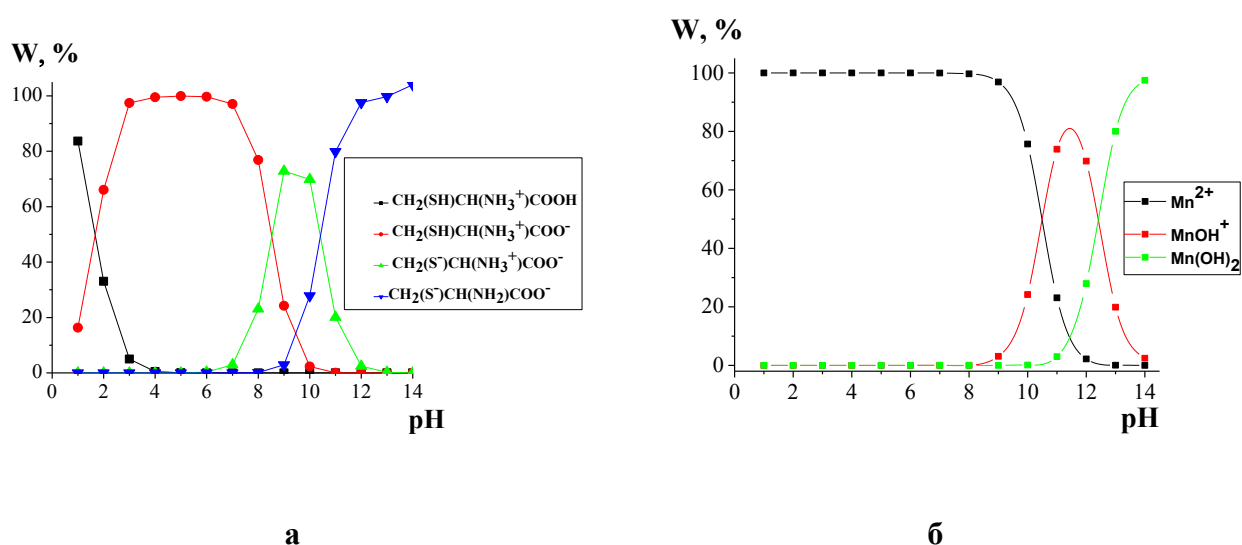 W, %
100
80
60
40
20
0
0 2 4 6 8 10 12 14
pH
CH₂(SH)CH(NH₃⁺)COOH
CH₂(SH)CH(NH₃⁺)COO⁻
CH₂(S⁻)CH(NH₃⁺)COO⁻
CH₂(S⁻)CH(NH₂)COO⁻
а
W, %
100
80
60
40
20
0
0 2 4 6 8 10 12 14
pH
Mn²⁺
MnOH⁺
Mn(OH)₂
б